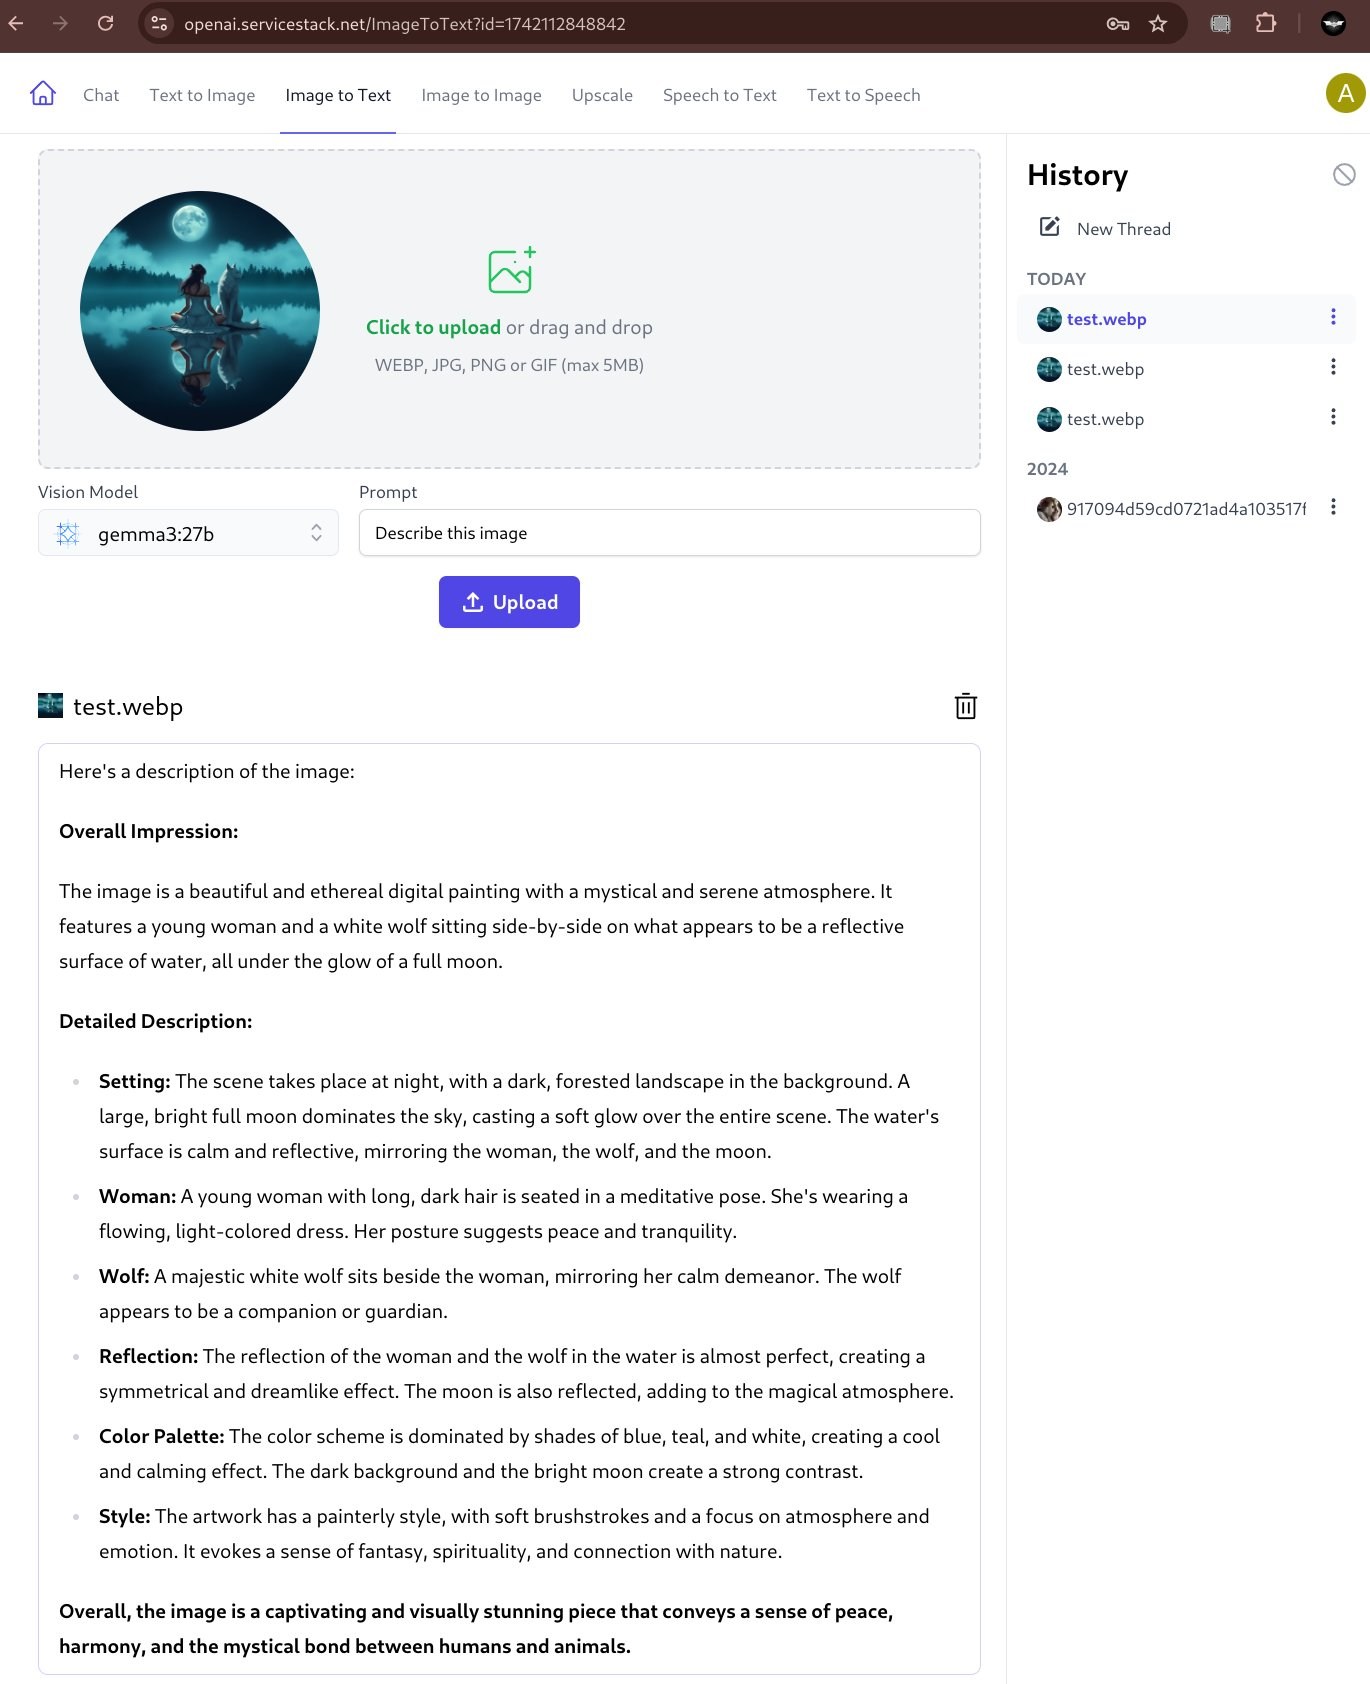 openai.servicestack.net/ImageToText?id=1742112848842
Chat
Text to Image
Image to Text
Image to Image
Upscale
Speech to Text
Text to Speech
A
Click to upload or drag and drop
WEBP, JPG, PNG or GIF (max 5MB)
Vision Model
Prompt
gemma3:27b
Describe this image
Upload
test.webp
Here's a description of the image:
Overall Impression:
The image is a beautiful and ethereal digital painting with a mystical and serene atmosphere. It
features a young woman and a white wolf sitting side-by-side on what appears to be a reflective
surface of water, all under the glow of a full moon.
Detailed Description:
Setting: The scene takes place at night, with a dark, forested landscape in the background. A
large, bright full moon dominates the sky, casting a soft glow over the entire scene. The water's
surface is calm and reflective, mirroring the woman, the wolf, and the moon.
Woman: A young woman with long, dark hair is seated in a meditative pose. She's wearing a
flowing, light-colored dress. Her posture suggests peace and tranquility.
Wolf: A majestic white wolf sits beside the woman, mirroring her calm demeanor. The wolf
appears to be a companion or guardian.
Reflection: The reflection of the woman and the wolf in the water is almost perfect, creating a
symmetrical and dreamlike effect. The moon is also reflected, adding to the magical atmosphere.
Color Palette: The color scheme is dominated by shades of blue, teal, and white, creating a cool
and calming effect. The dark background and the bright moon create a strong contrast.
Style: The artwork has a painterly style, with soft brushstrokes and a focus on atmosphere and
emotion. It evokes a sense of fantasy, spirituality, and connection with nature.
Overall, the image is a captivating and visually stunning piece that conveys a sense of peace,
harmony, and the mystical bond between humans and animals.
History
New Thread
TODAY
test.webp
test.webp
test.webp
2024
917094d59cd0721ad4a103517f